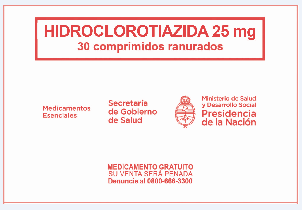 HIDROCLOROTIAZIDA 25 mg
30 comprimidos ranurados
Medicamentos
Esenciales
Secretaría
de Gobierno
de Salud
Ministerio de Salud
y Desarrollo Social
Presidencia
de la Nación
MEDICAMENTO GRATUITO
SU VENTA SERÁ PENADA
Denuncie al 0800-666-3300